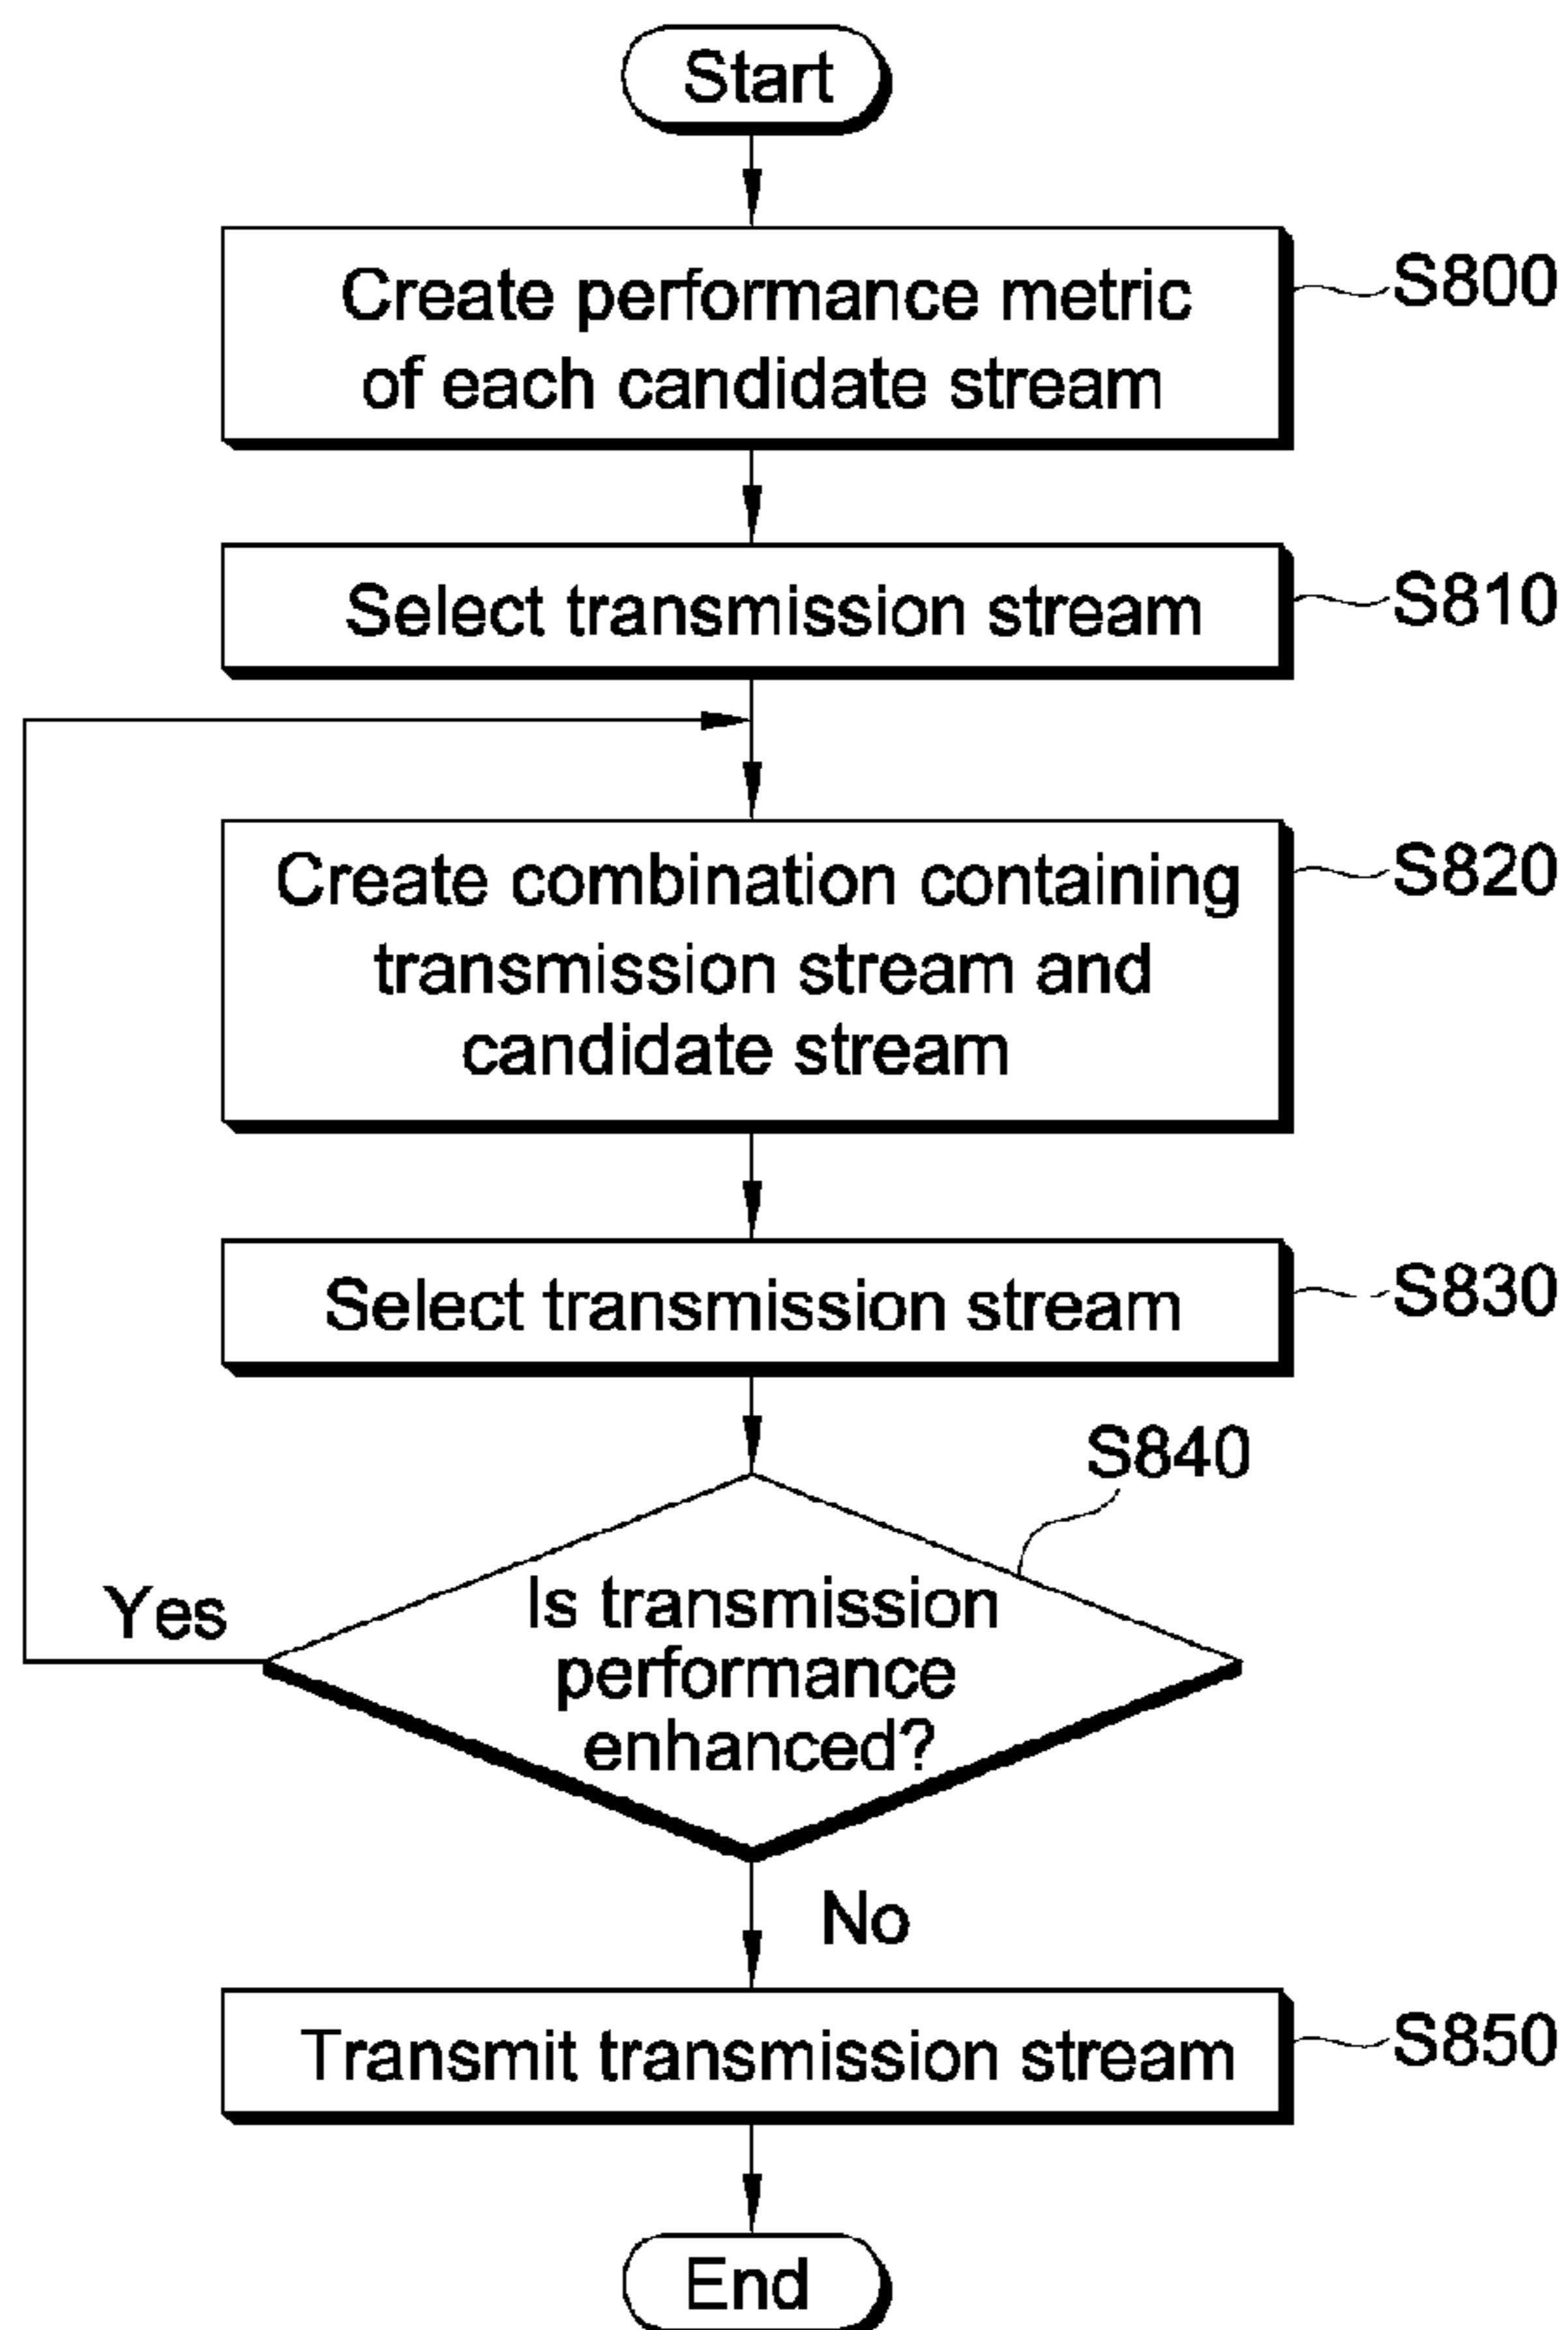 Start
Create performance metric
of each candidate stream
S800
Select transmission stream
S810
Create combination containing
transmission stream and
candidate stream
S820
Select transmission stream
S830
S840
Is transmission
performance
enhanced?
Yes
No
Transmit transmission stream
S850
End